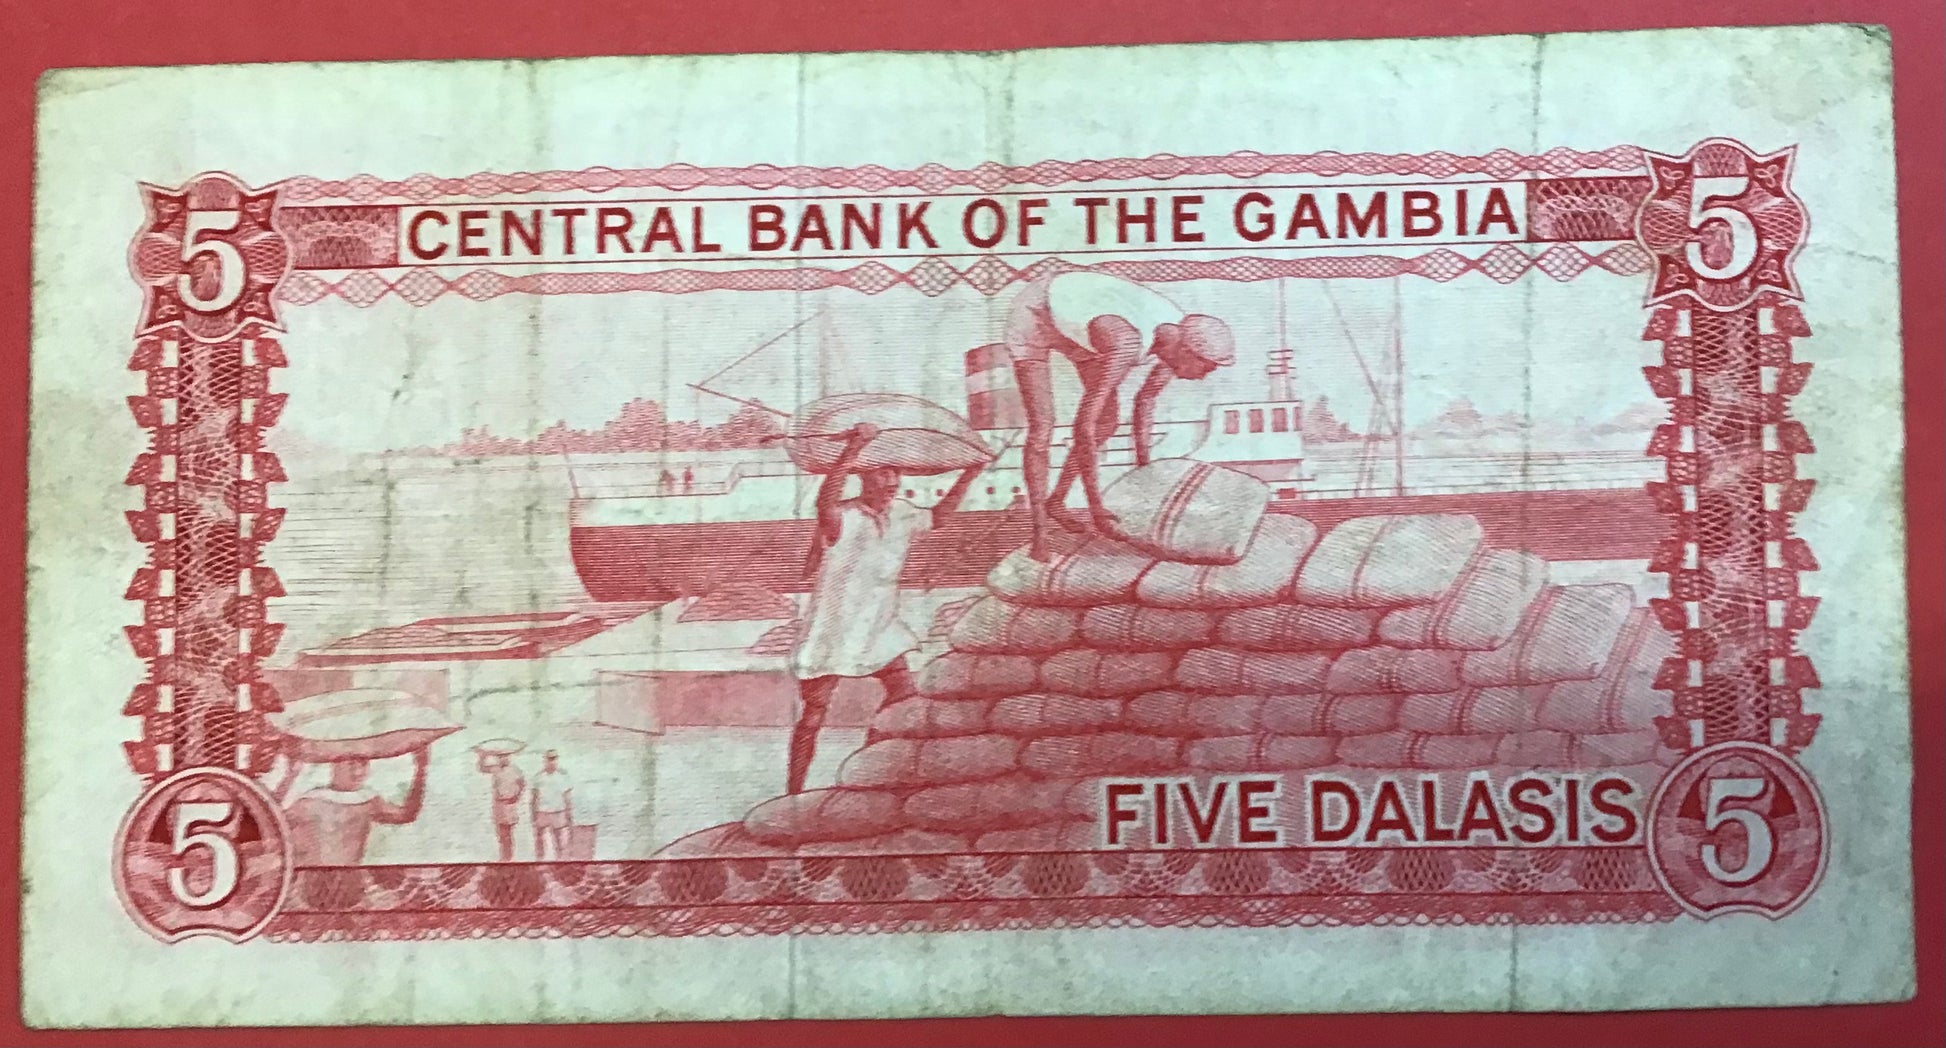 5 5
CENTRAL BANK OF THE GAMBIA
FIVE DALASIS
5 5